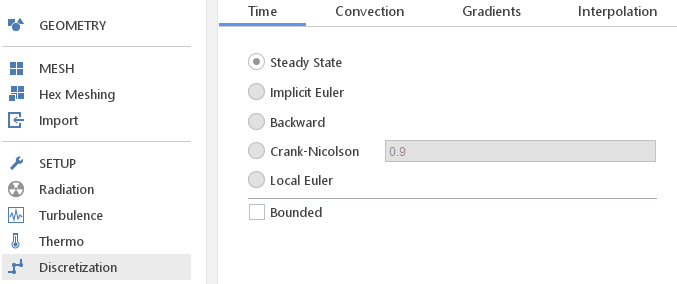 GEOMETRY
MESH
Hex Meshing
Import
SETUP
Radiation
Turbulence
Thermo
Discretization
Time Convection Gradients Interpolation
Steady State
Implicit Euler
Backward
Crank-Nicolson 0.9
Local Euler
Bounded